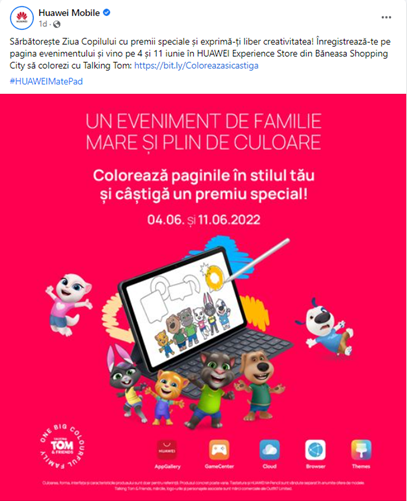 Huawei Mobile
1d ·
Sărbătorește Ziua Copilului cu premii speciale și exprimă-ți liber creativitatea! Înregistrează-te pe
pagina evenimentului și vino pe 4 și 11 iunie în HUAWEI Experience Store din Băneasa Shopping
City să colorezi cu Talking Tom: https://bit.ly/Coloreazasicastiga
#HUAWEIMatePad
UN EVENIMENT DE FAMILIE
MARE ȘI PLIN DE CULOARE
Colorează paginile în stilul tău
și câștigă un premiu special!
04.06. și 11.06.2022
ONE BIG COLOURFUL FAMILY
TALKING
TOM
& FRIENDS
HUAWEI
AppGallery
GameCenter
Cloud
Browser
Themes